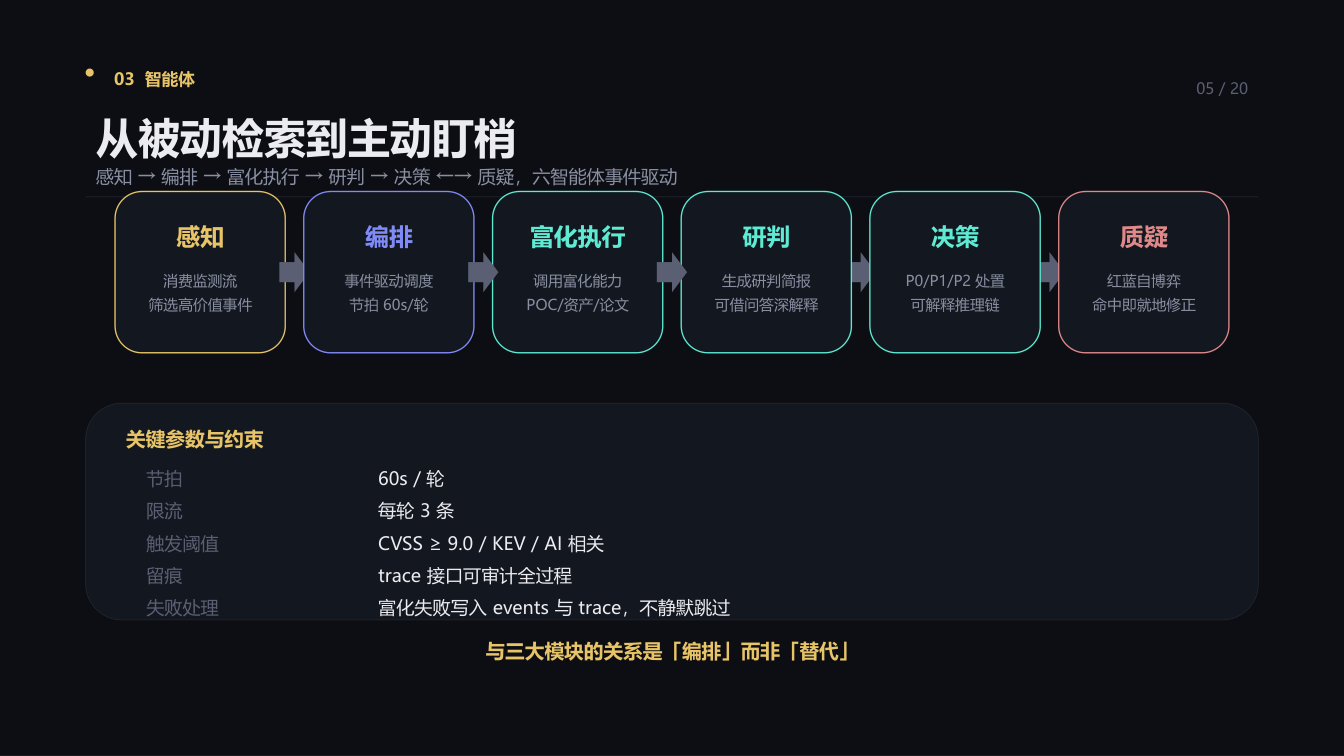 03 智能体
05 / 20
从被动检索到主动盯梢
感知 → 编排 → 富化执行 → 研判 → 决策 ←→ 质疑，六智能体事件驱动
感知
消费监测流
筛选高价值事件
编排
事件驱动调度
节拍 60s/轮
富化执行
调用富化能力
POC/资产/论文
研判
生成研判简报
可借问答深解释
决策
P0/P1/P2 处置
可解释推理链
质疑
红蓝自博弈
命中即就地修正
关键参数与约束
节拍 60s / 轮
限流 每轮 3 条
触发阈值 CVSS ≥ 9.0 / KEV / AI 相关
留痕 trace 接口可审计全过程
失败处理 富化失败写入 events 与 trace，不静默跳过
与三大模块的关系是「编排」而非「替代」